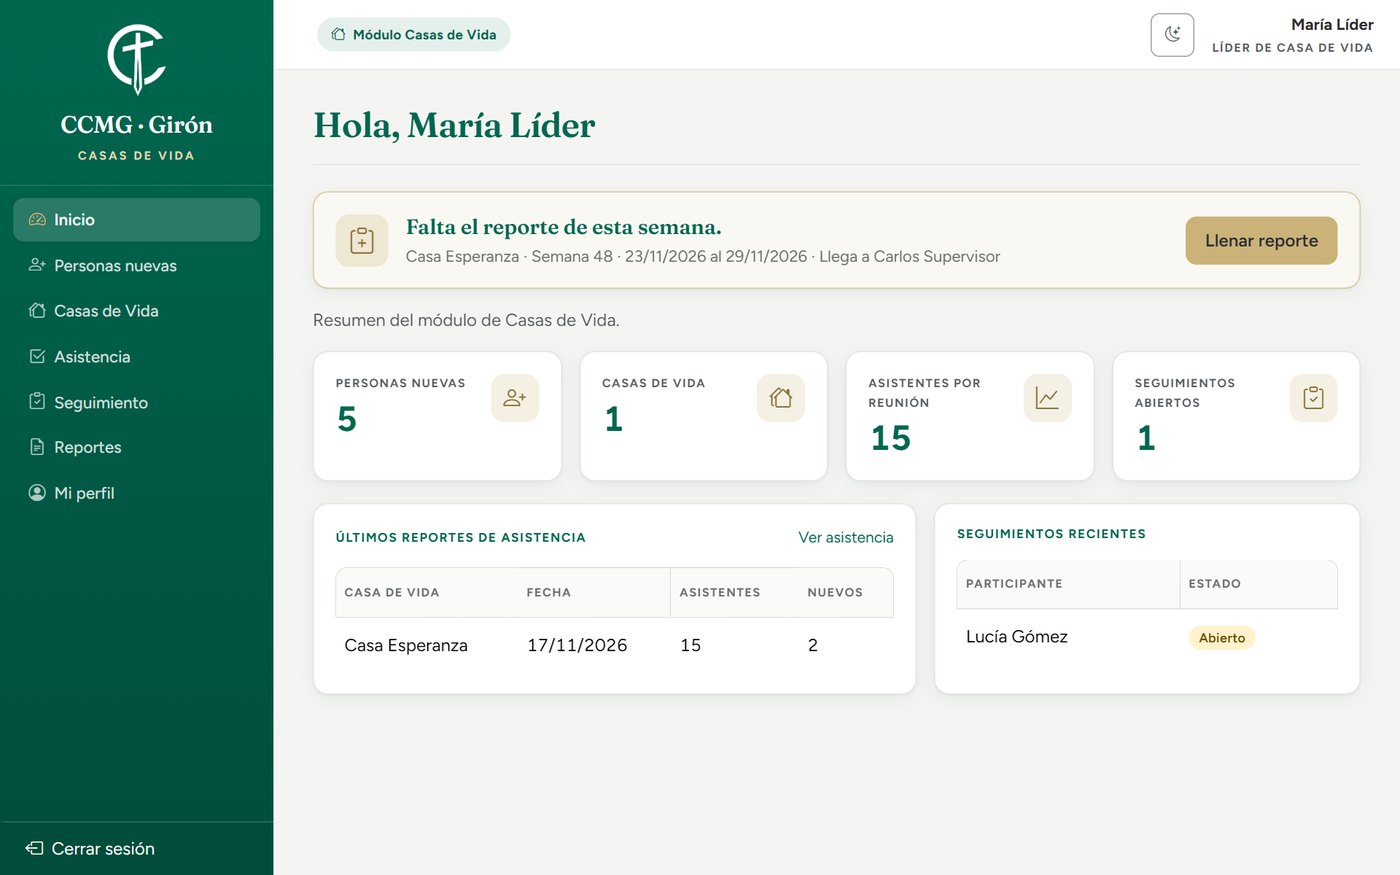 CCMG · Girón
CASAS DE VIDA
Inicio
Personas nuevas
Casas de Vida
Asistencia
Seguimiento
Reportes
Mi perfil
Cerrar sesión
Módulo Casas de Vida
María Líder
LÍDER DE CASA DE VIDA
Hola, María Líder
Falta el reporte de esta semana.
Casa Esperanza · Semana 48 · 23/11/2026 al 29/11/2026 · Llega a Carlos Supervisor
Llenar reporte
Resumen del módulo de Casas de Vida.
PERSONAS NUEVAS
5
CASAS DE VIDA
1
ASISTENTES POR
REUNIÓN
15
SEGUIMIENTOS
ABIERTOS
1
ÚLTIMOS REPORTES DE ASISTENCIA
Ver asistencia
CASA DE VIDA FECHA ASISTENTES NUEVOS
Casa Esperanza 17/11/2026 15 2
SEGUIMIENTOS RECIENTES
PARTICIPANTE ESTADO
Lucía Gómez Abierto